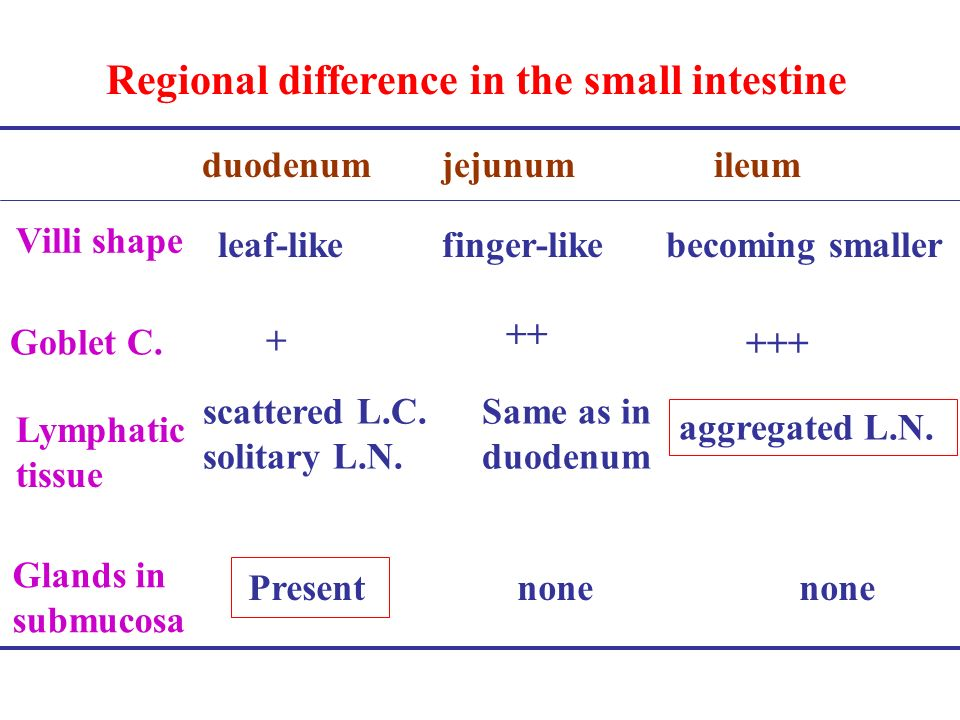 Regional difference in the small intestine
duodenum jejunum ileum
Villi shape leaf-like finger-like becoming smaller
Goblet C. + ++ +++
Lymphatic tissue scattered L.C. solitary L.N. Same as in duodenum aggregated L.N.
Glands in submucosa Present none none